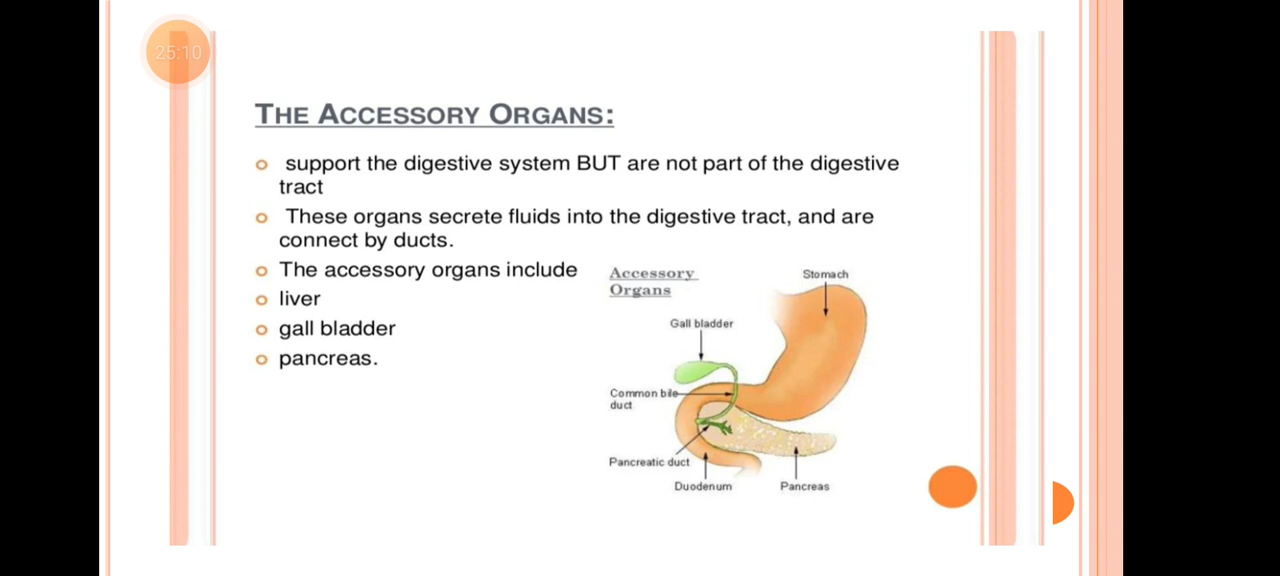 25:10
THE ACCESSORY ORGANS:
support the digestive system BUT are not part of the digestive
tract
These organs secrete fluids into the digestive tract, and are
connect by ducts.
The accessory organs include
liver
gall bladder
pancreas.
Accessory
Organs
Stomach
Gall bladder
Common bile
duct
Pancreatic duct
Duodenum
Pancreas